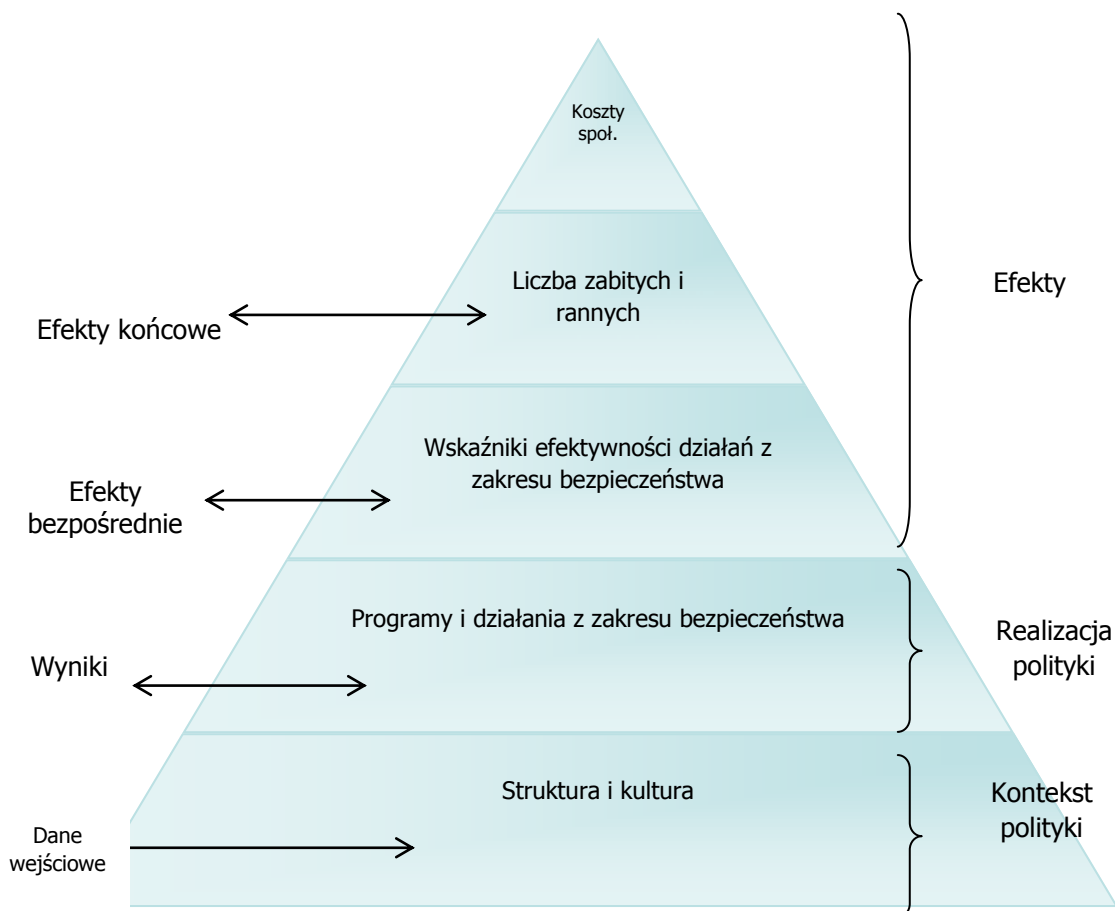 Koszty
społ.
Liczba zabitych i
rannych
Efekty
Efekty końcowe
Wskaźniki efektywności działań z
zakresu bezpieczeństwa
Efekty
bezpośrednie
Programy i działania z zakresu bezpieczeństwa
Realizacja
polityki
Wyniki
Struktura i kultura
Kontekst
polityki
Dane
wejściowe